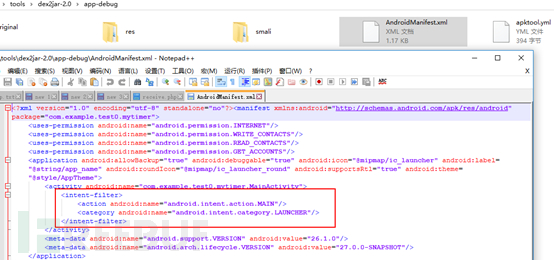 › tools › dex2jar-2.0 › app-debug ›
original
res
smali
AndroidManifest.xml
XML 文档
1.17 KB
apktool.yml
YML 文件
394 字节
\tools\dex2jar-2.0\app-debug\AndroidManifest.xml - Notepad++
编辑(E) 搜索(S) 视图(V) 编码(N) 语言(L) 设置(T) 工具(O) 宏(M) 运行(R) 插件(P) 窗口(W) ?
AndroidManifest.xml
<?xml version="1.0" encoding="utf-8" standalone="no"?><manifest xmlns:android="http://schemas.android.com/apk/res/android"
package="com.example.test0.mytimer">
<uses-permission android:name="android.permission.INTERNET"/>
<uses-permission android:name="android.permission.WRITE_CONTACTS"/>
<uses-permission android:name="android.permission.READ_CONTACTS"/>
<uses-permission android:name="android.permission.GET_ACCOUNTS"/>
<application android:allowBackup="true" android:debuggable="true" android:icon="@mipmap/ic_launcher" android:label=
"@string/app_name" android:roundIcon="@mipmap/ic_launcher_round" android:supportsRtl="true" android:theme=
"@style/AppTheme">
<activity android:name="com.example.test0.mytimer.MainActivity">
<intent-filter>
<action android:name="android.intent.action.MAIN"/>
<category android:name="android.intent.category.LAUNCHER"/>
</intent-filter>
</activity>
<meta-data android:name="android.support.VERSION" android:value="26.1.0"/>
<meta-data android:name="android.arch.lifecycle.VERSION" android:value="27.0.0-SNAPSHOT"/>